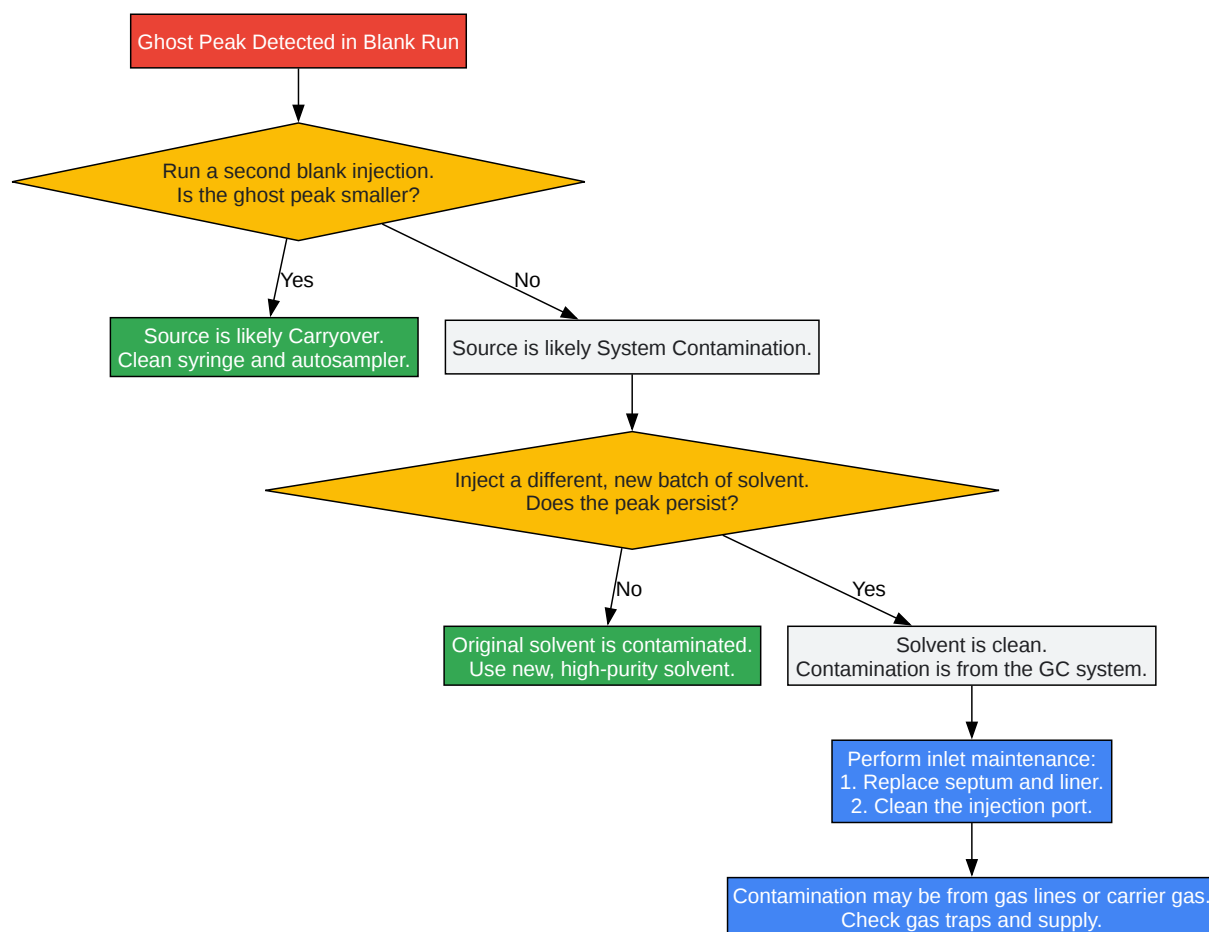 Ghost Peak Detected in Blank Run
Run a second blank injection.
Is the ghost peak smaller?
Yes
No
Source is likely Carryover.
Clean syringe and autosampler.
Source is likely System Contamination.
Inject a different, new batch of solvent.
Does the peak persist?
No
Yes
Original solvent is contaminated.
Use new, high-purity solvent.
Solvent is clean.
Contamination is from the GC system.
Perform inlet maintenance:
1. Replace septum and liner.
2. Clean the injection port.
Contamination may be from gas lines or carrier gas.
Check gas traps and supply.